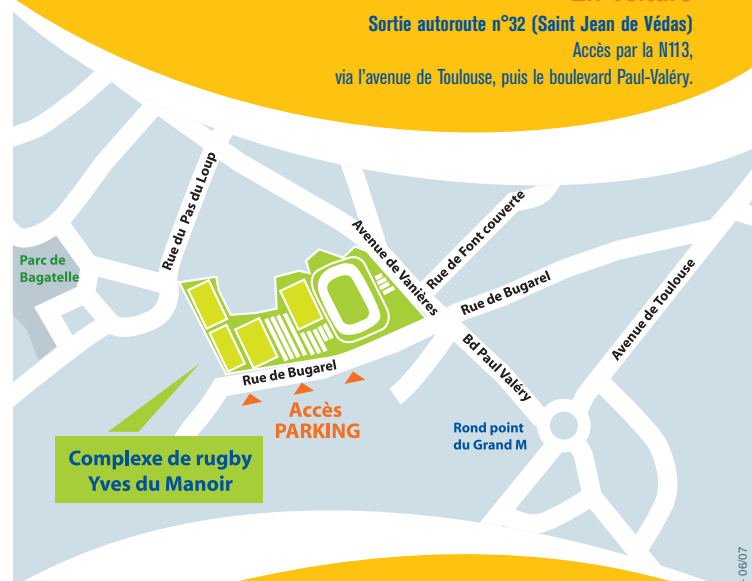 En voiture
Sortie autoroute n°32 (Saint Jean de Védas)
Accès par la N113,
via l'avenue de Toulouse, puis le boulevard Paul-Valéry.
Rue du Pas du Loup
Avenue de Vanières
Rue de Font couverte
Parc de
Bagatelle
Rue de Bugarel
Avenue de Toulouse
Bd Paul Valéry
Rue de Bugarel
Accès
PARKING
Rond point
du Grand M
Complexe de rugby
Yves du Manoir
06/07